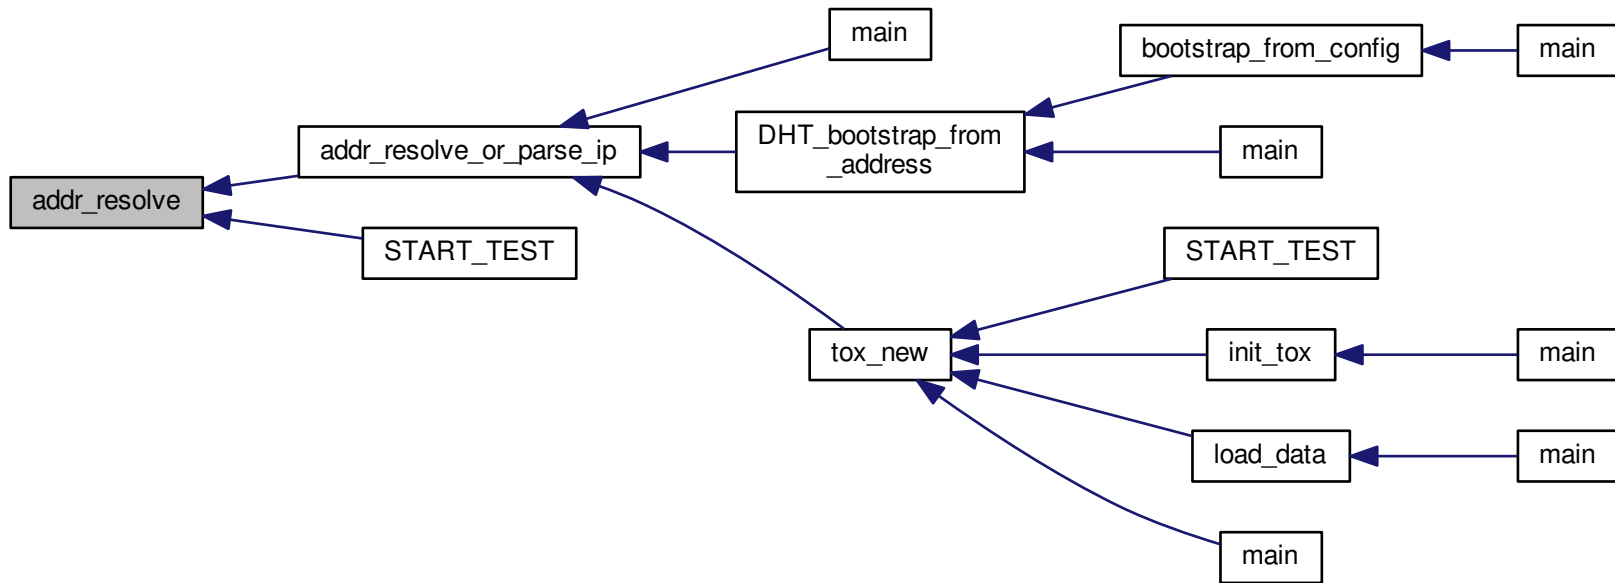 main
bootstrap_from_config
main
addr_resolve_or_parse_ip
DHT_bootstrap_from
_address
main
addr_resolve
START_TEST
START_TEST
tox_new
init_tox
main
load_data
main
main